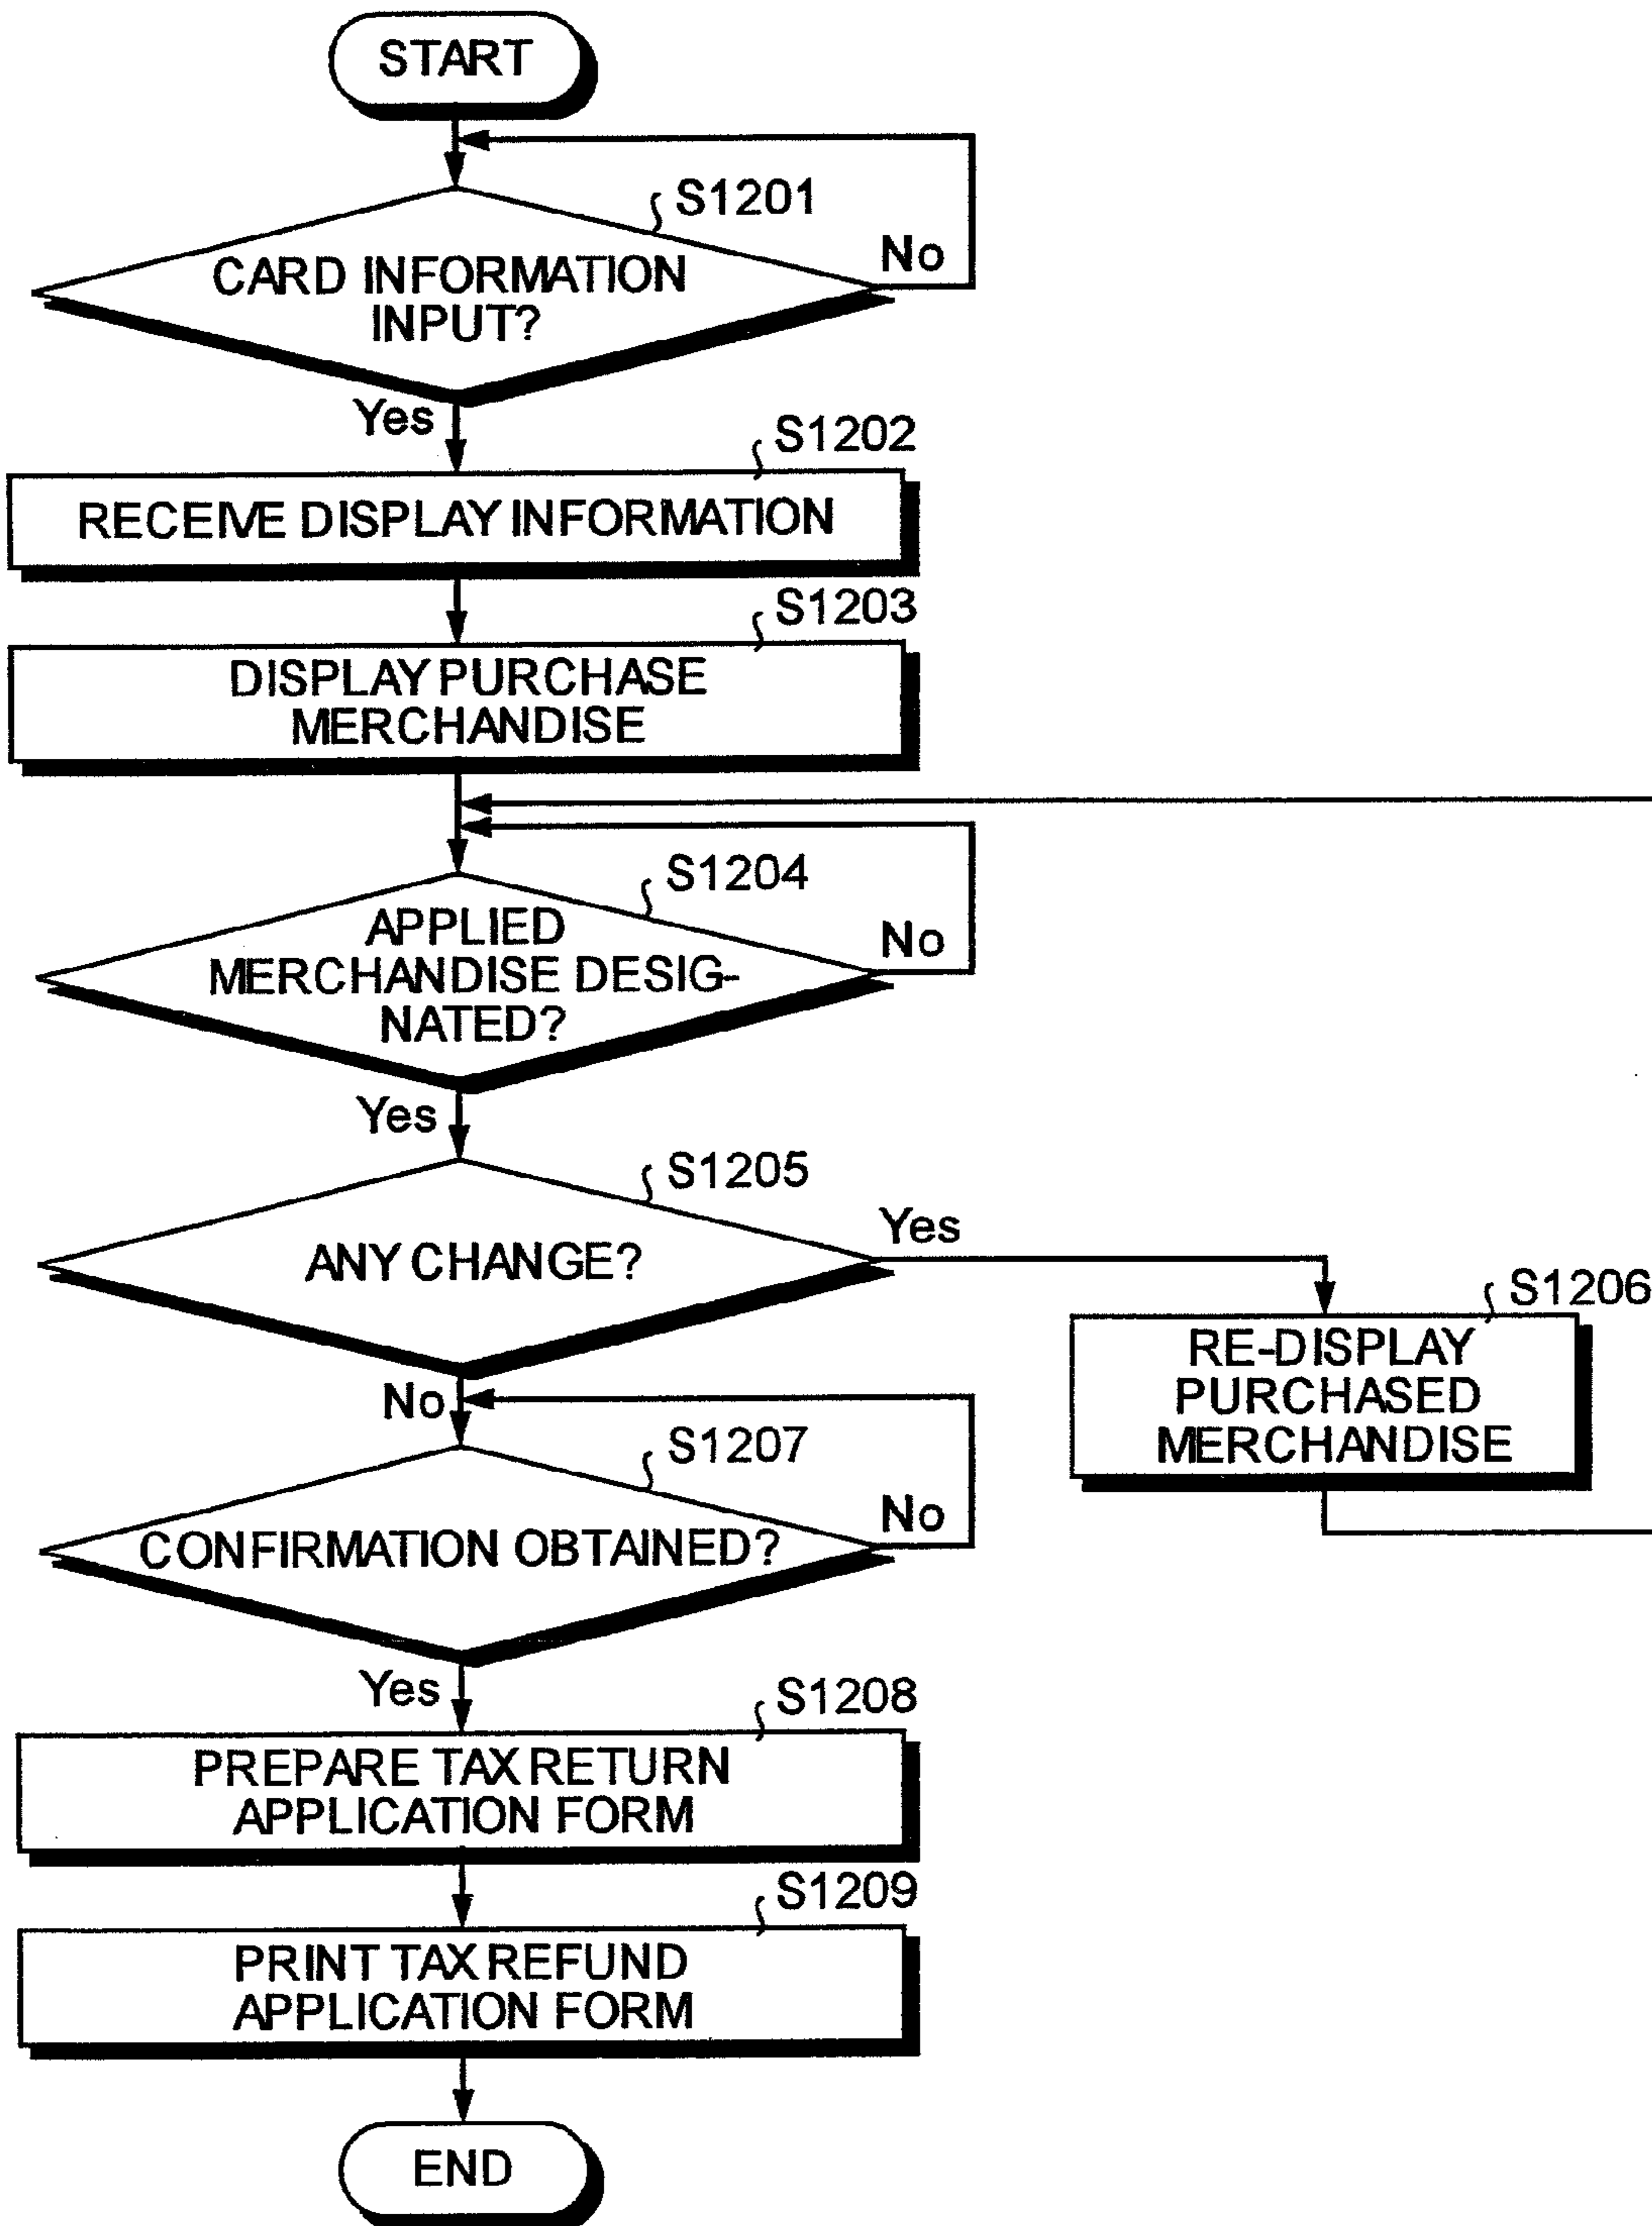 START
S1201
No
CARD INFORMATION
INPUT?
Yes
S1202
RECEIVE DISPLAY INFORMATION
S1203
DISPLAY PURCHASE
MERCHANDISE
S1204
APPLIED
No
MERCHANDISE DESIG-
NATED?
Yes
S1205
Yes
ANY CHANGE?
S1206
RE-DISPLAY
PURCHASED
MERCHANDISE
No
S1207
No
CONFIRMATION OBTAINED?
Yes
S1208
PREPARE TAX RETURN
APPLICATION FORM
S1209
PRINT TAX REFUND
APPLICATION FORM
END